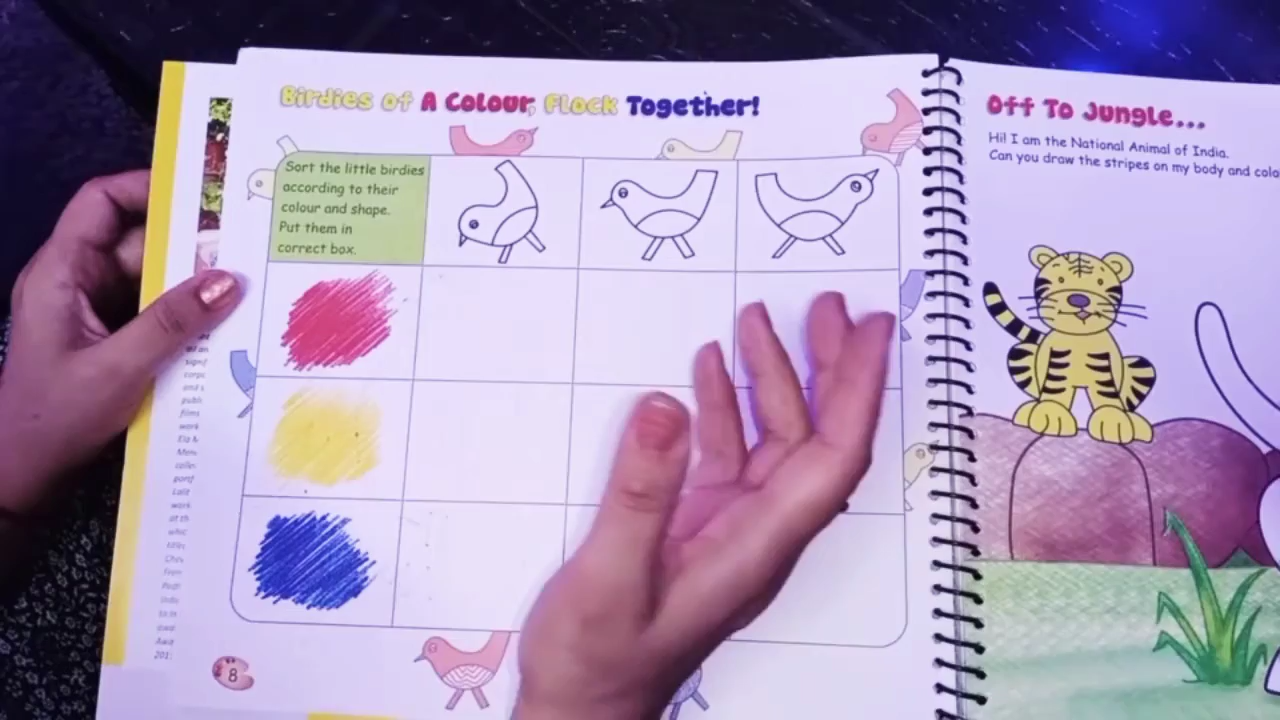 Birdies of A Colour, Flock Together!
Sort the little birdies
according to their
colour and shape.
Put them in
correct box.
8
Off To Jungle...
Hi! I am the National Animal of India.
Can you draw the stripes on my body and colo